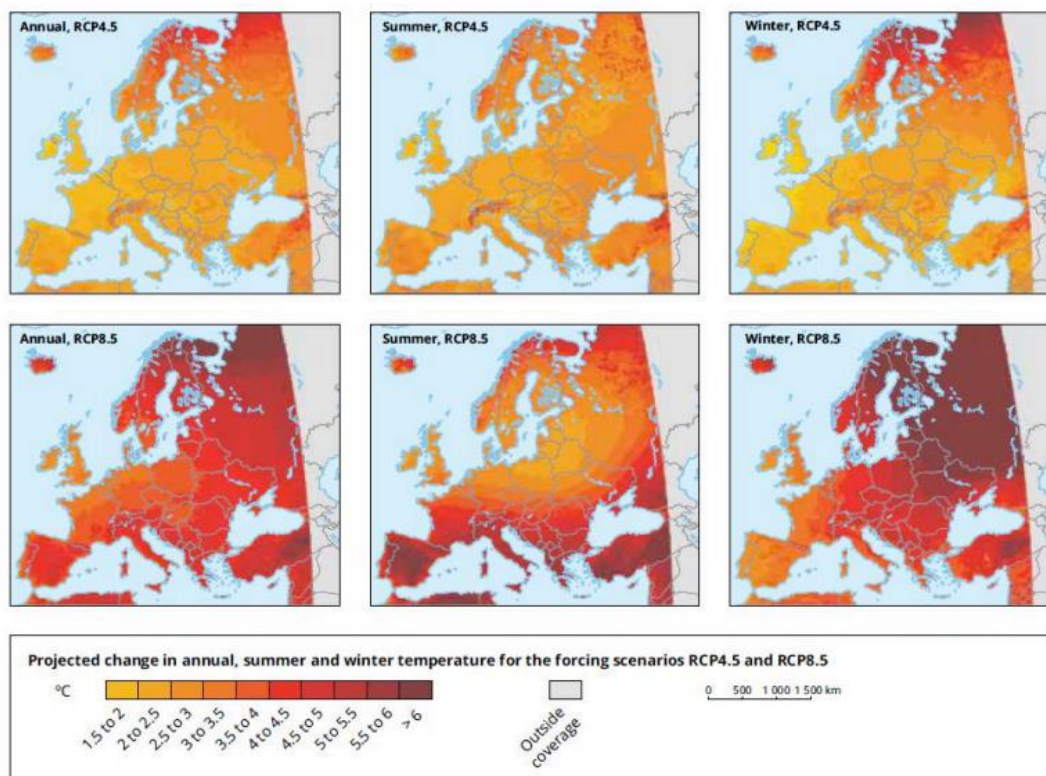 Annual, RCP4.5
Summer, RCP4.5
Winter, RCP4.5
Annual, RCP8.5
Summer, RCP8.5
Winter, RCP8.5
Projected change in annual, summer and winter temperature for the forcing scenarios RCP4.5 and RCP8.5
ºC
1.5 to 2
2 to 2.5
2.5 to 3
3 to 3.5
3.5 to 4
4 to 4.5
4.5 to 5
5 to 5.5
5.5 to 6
> 6
Outside
coverage
0 500 1 000 1 500 km